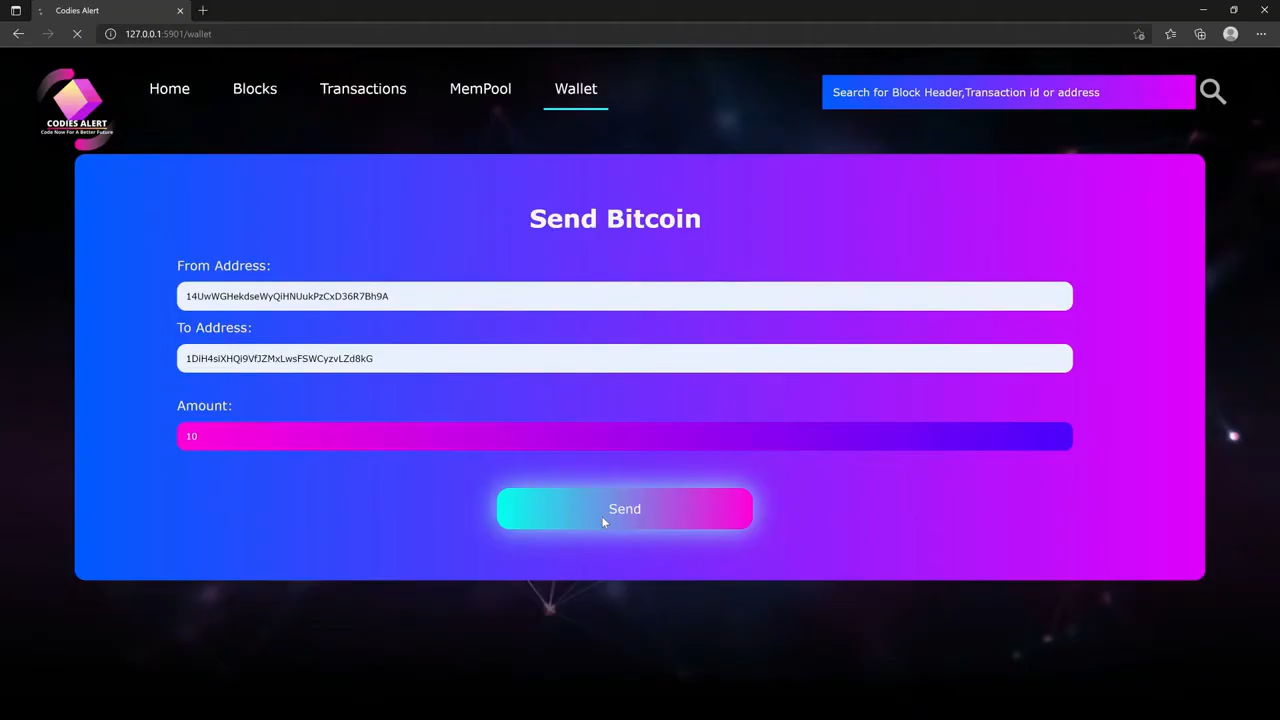 Codies Alert
127.0.0.1:5901/wallet
CODIES ALERT
Code Now For A Better Future
Home
Blocks
Transactions
MemPool
Wallet
Search for Block Header,Transaction id or address
Send Bitcoin
From Address:
14UwWGHekdseWyQiHNUukPzCxD36R7Bh9A
To Address:
1DiH4siXHQi9VfJZMxLwsFSWCyzvLZd8kG
Amount:
10
Send